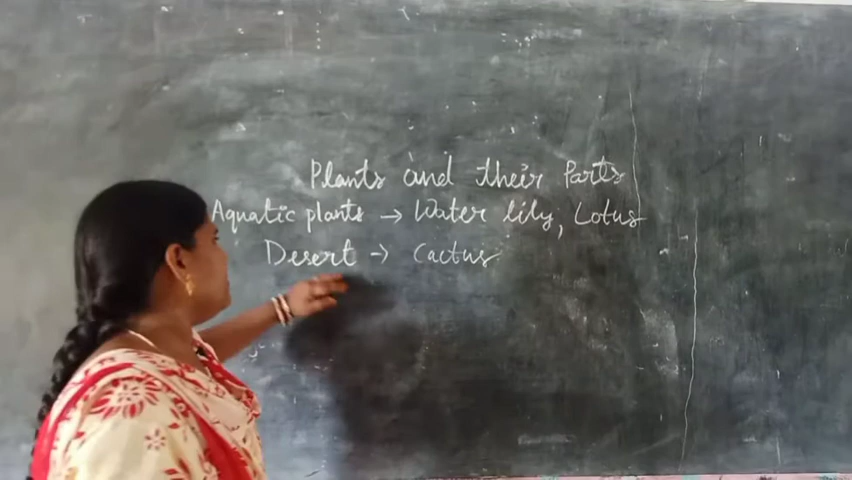 Plants and their Parts
Aquatic plants → Water lily, Lotus
Desert → Cactus